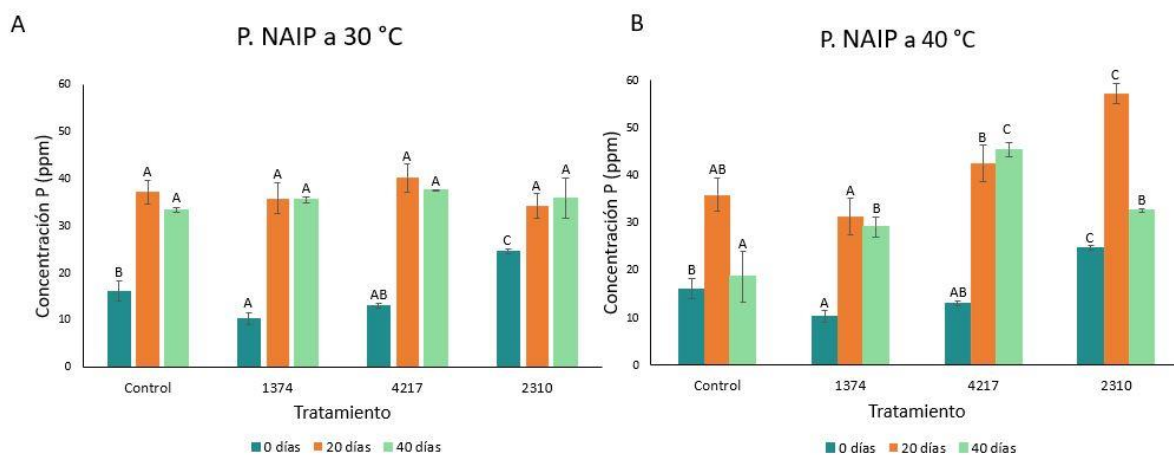 A
P. NAIP a 30 °C
Concentración P (ppm)
60
50
40
30
20
10
0
B
A
A
A
A
A
AB
A
A
C
A
A
Control
1374
4217
2310
Tratamiento
0 días
20 días
40 días
B
P. NAIP a 40 °C
Concentración P (ppm)
60
50
40
30
20
10
0
B
AB
A
A
A
B
AB
B
C
C
C
B
Control
1374
4217
2310
Tratamiento
0 días
20 días
40 días